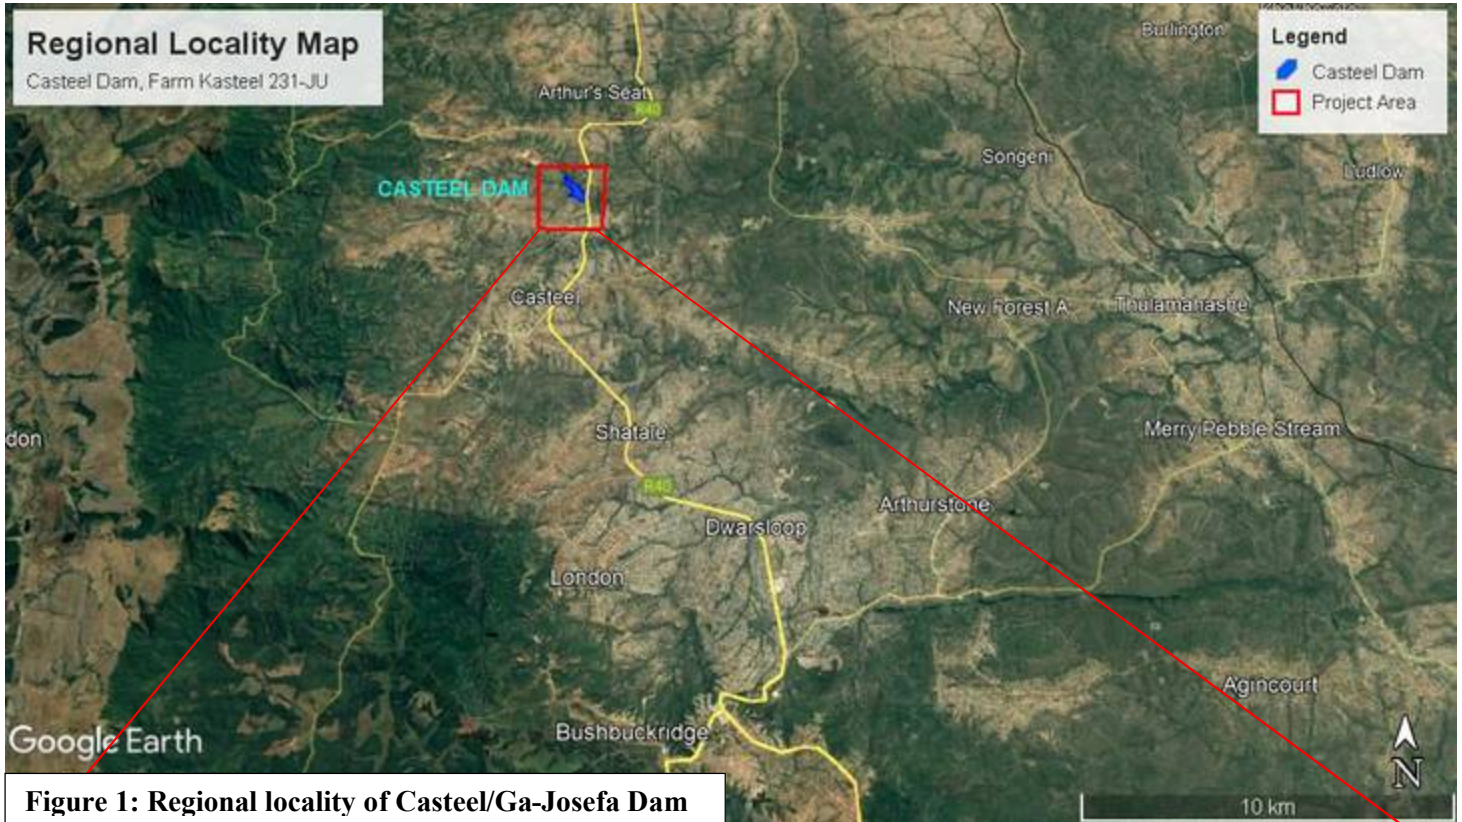 Regional Locality Map
Casteel Dam, Farm Kasteel 231-JU
Legend
Casteel Dam
Project Area
Burlington
Arthur's Seat
R40
Songeni
Ludlow
CASTEEL DAM
Casteel
New Forest A
Thulamahashe
don
Shatale
Merry Pebble Stream
R40
Arthurstone
Dwarsloop
London
Agincourt
Bushbuckridge
Google Earth
N
10 km
Figure 1: Regional locality of Casteel/Ga-Josefa Dam